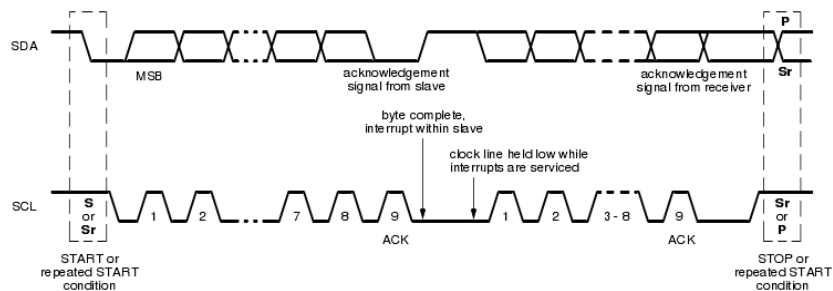 P
SDA
MSB
acknowledgement
signal from slave
acknowledgement
signal from receiver
Sr
byte complete,
interrupt within slave
clock line held low while
interrupts are serviced
SCL
S
or
Sr
1
2
7
8
9
1
2
3 - 8
9
Sr
or
P
ACK
ACK
START or
repeated START
condition
STOP or
repeated START
condition